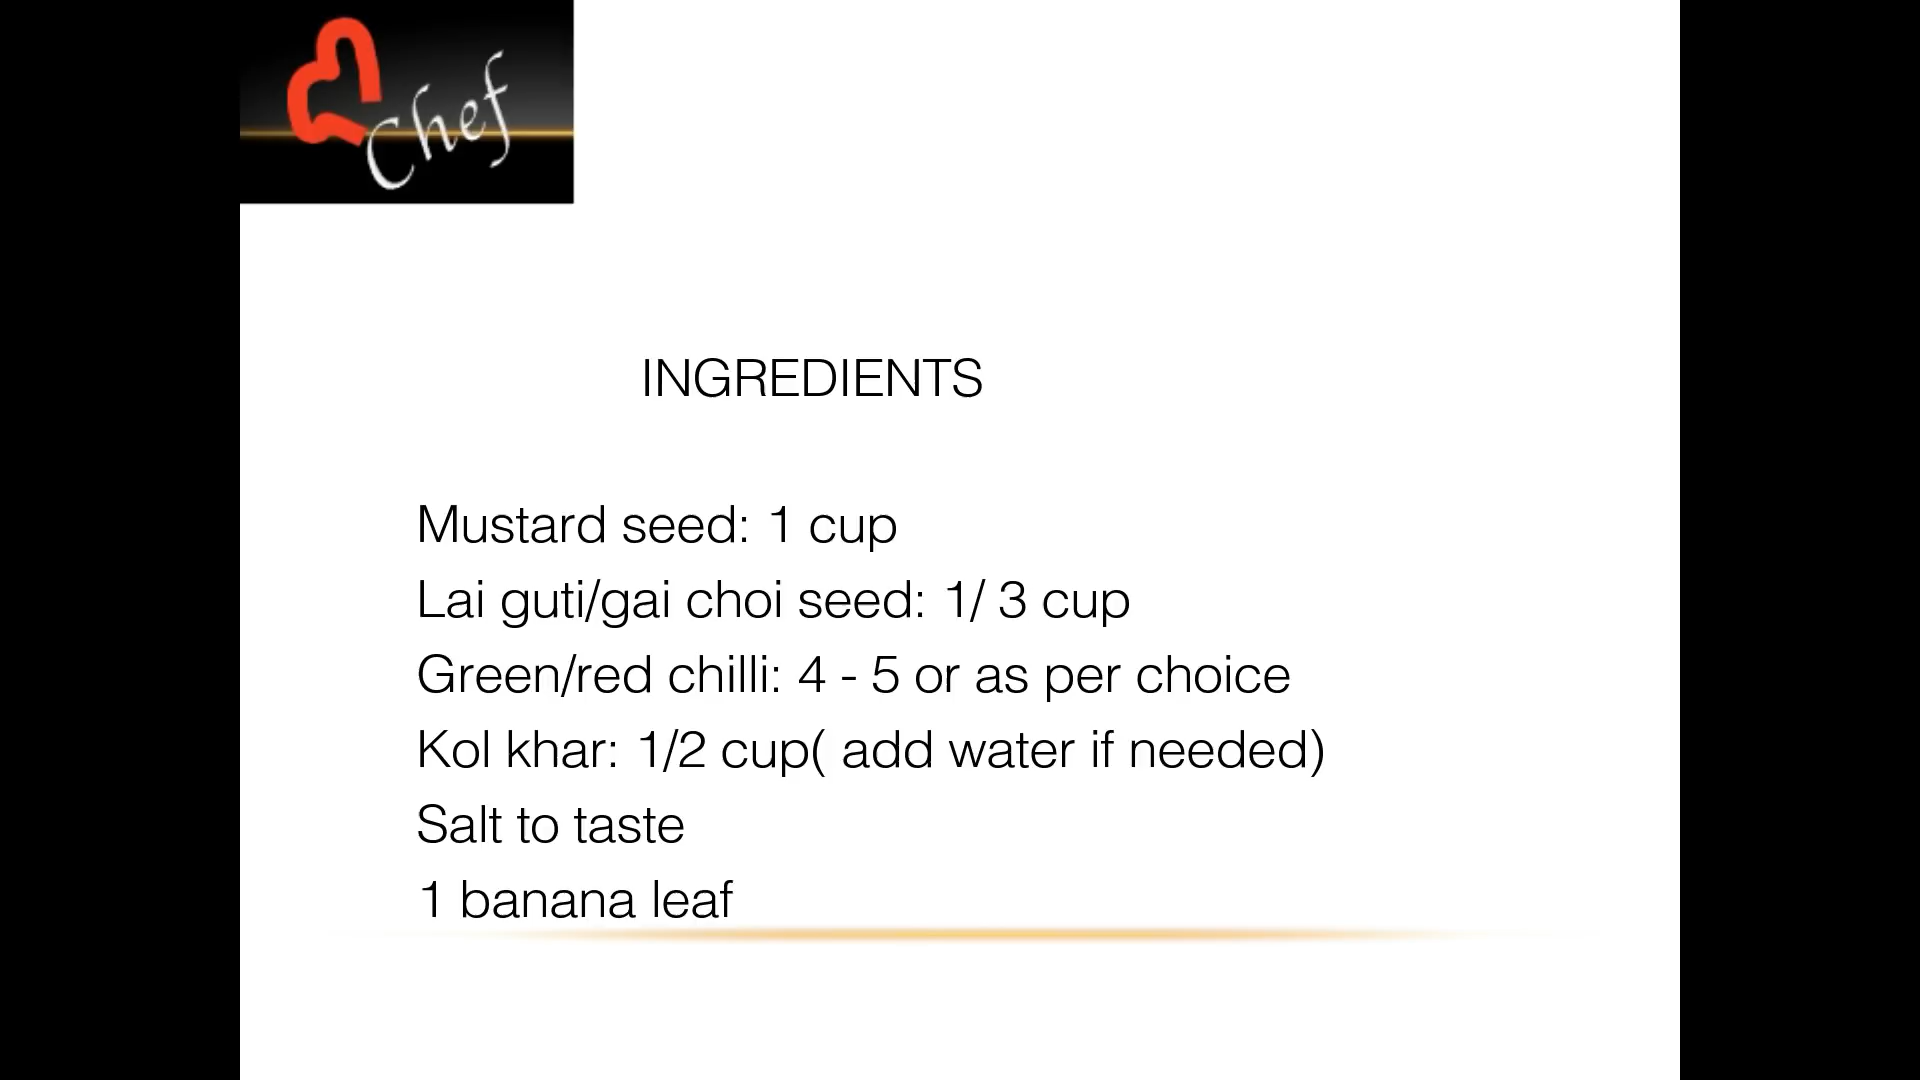 Chef
INGREDIENTS
Mustard seed: 1 cup
Lai guti/gai choi seed: 1/ 3 cup
Green/red chilli: 4 - 5 or as per choice
Kol khar: 1/2 cup( add water if needed)
Salt to taste
1 banana leaf